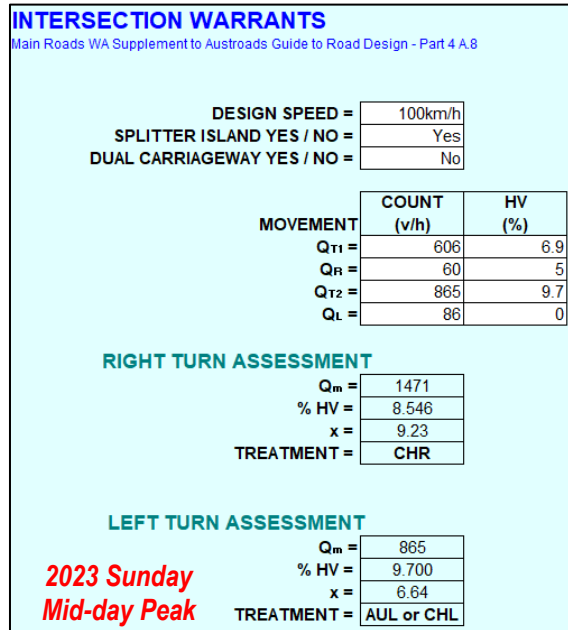 INTERSECTION WARRANTS
Main Roads WA Supplement to Austroads Guide to Road Design - Part 4 A.8
DESIGN SPEED = 100km/h
SPLITTER ISLAND YES / NO = Yes
DUAL CARRIAGEWAY YES / NO = No
COUNT HV
MOVEMENT (v/h) (%)
QT1 = 606 6.9
QR = 60 5
QT2 = 865 9.7
QL = 86 0
RIGHT TURN ASSESSMENT
Qm = 1471
% HV = 8.546
x = 9.23
TREATMENT = CHR
LEFT TURN ASSESSMENT
Qm = 865
% HV = 9.700
x = 6.64
TREATMENT = AUL or CHL
2023 Sunday
Mid-day Peak